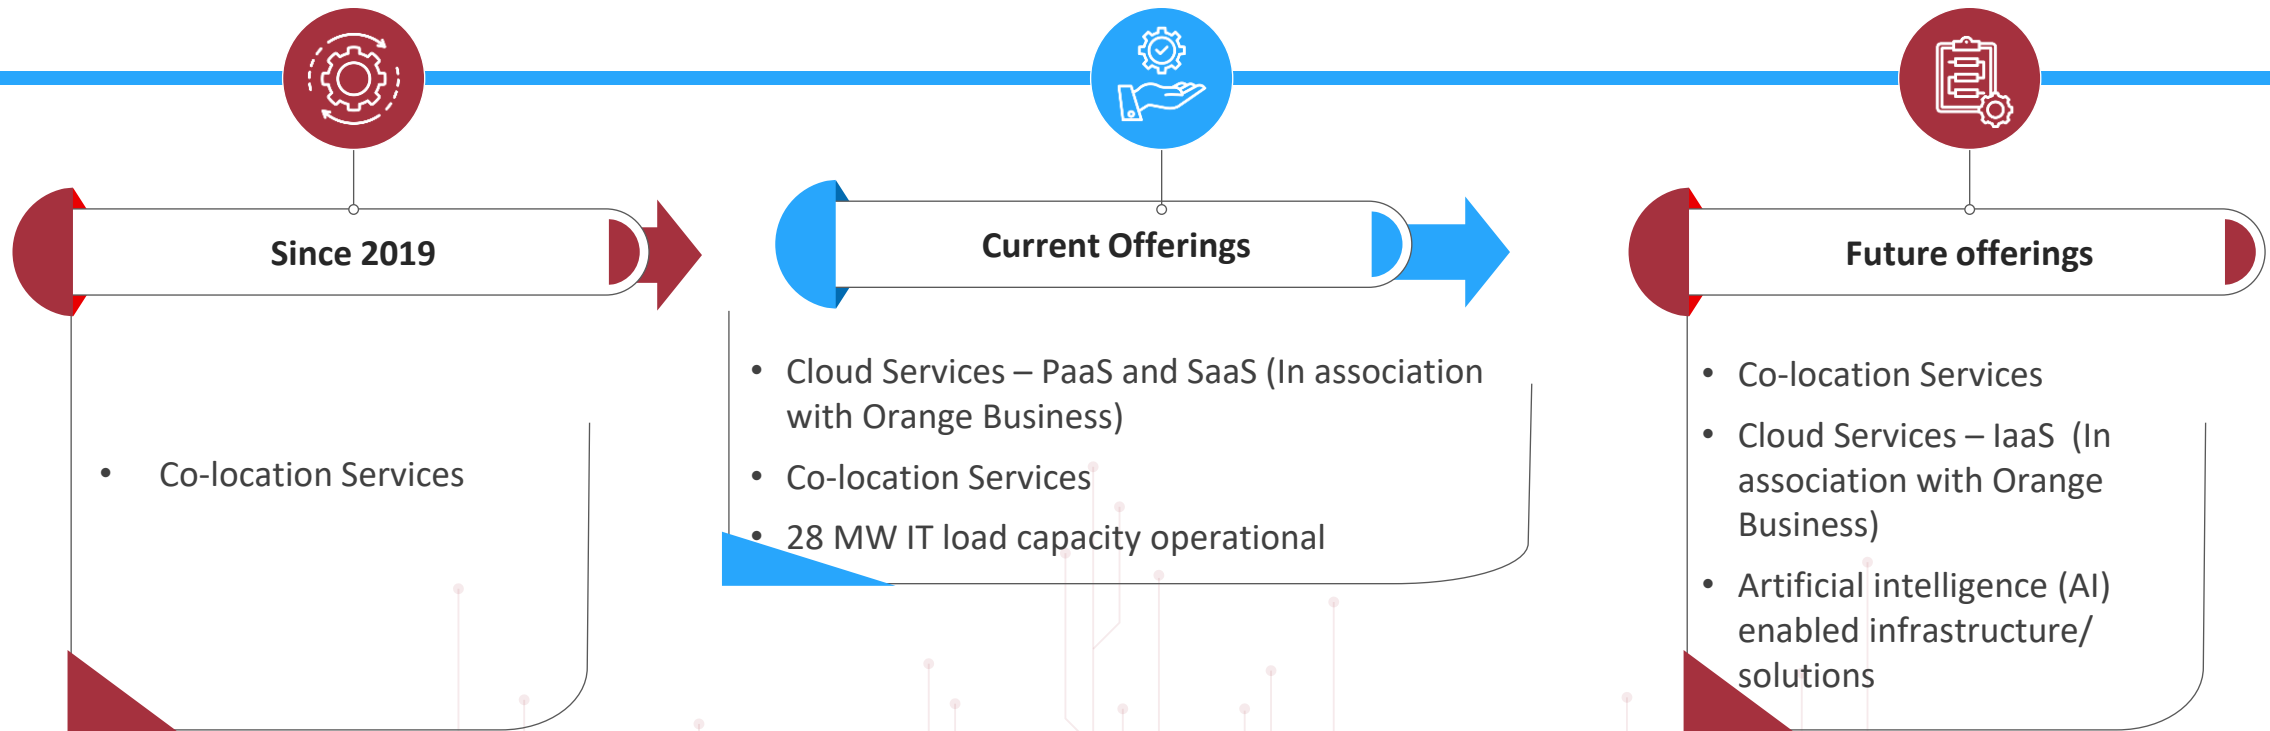 Since 2019
• Co-location Services
Current Offerings
• Cloud Services – PaaS and SaaS (In association
with Orange Business)
• Co-location Services
• 28 MW IT load capacity operational
Future offerings
• Co-location Services
• Cloud Services – IaaS (In
association with Orange
Business)
• Artificial intelligence (AI)
enabled infrastructure/
solutions